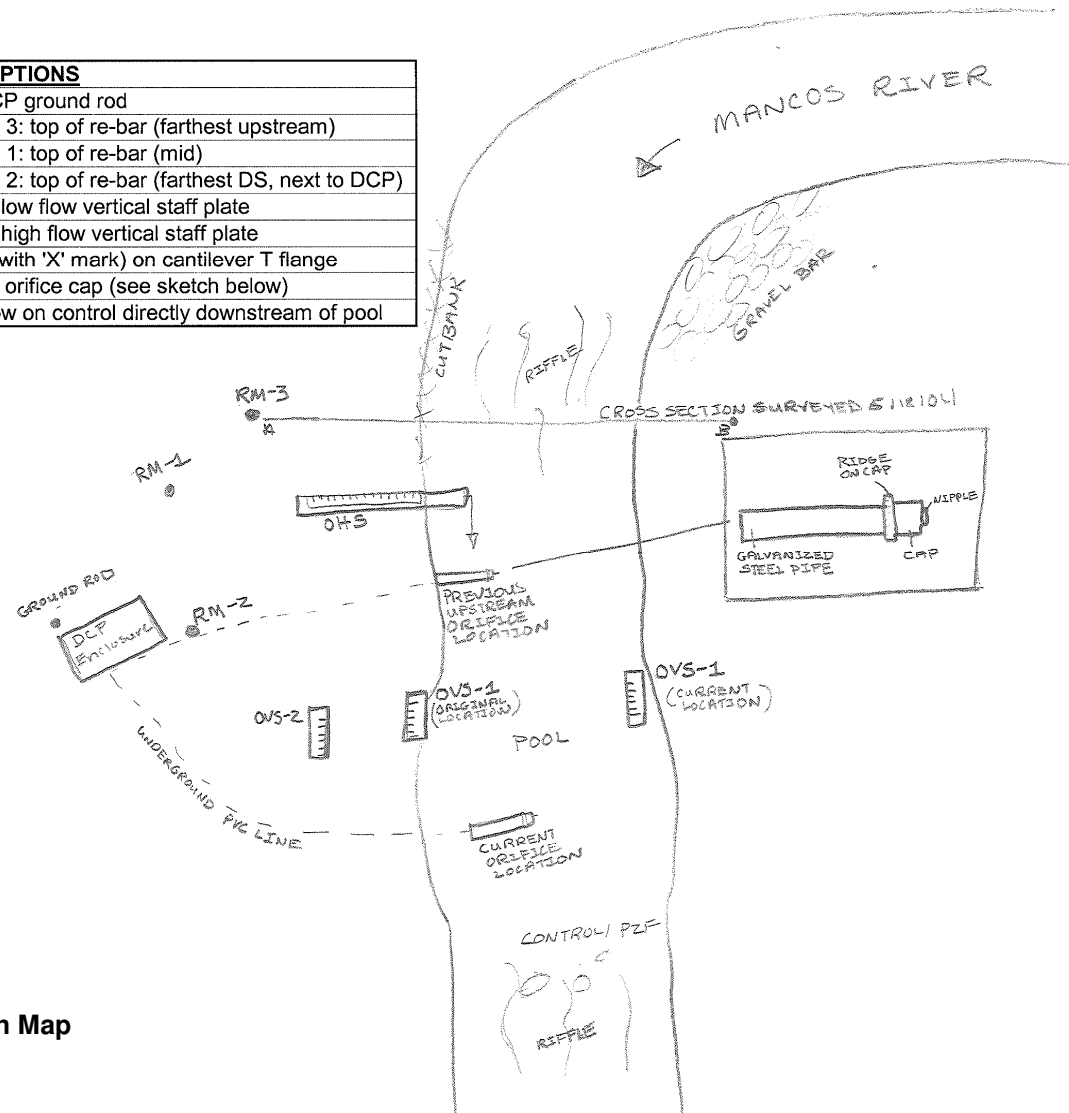 PTIONS
CP ground rod
3: top of re-bar (farthest upstream)
1: top of re-bar (mid)
2: top of re-bar (farthest DS, next to DCP)
low flow vertical staff plate
high flow vertical staff plate
with 'X' mark) on cantilever T flange
orifice cap (see sketch below)
ow on control directly downstream of pool
MANCOS RIVER
CUTBANK
RIFFLE
GRAVEL BAR
RM-3
CROSS SECTION SURVEYED 5/18/04
RM-1
OHS
RIDGE
ON CAP
NIPPLE
GALVANIZED
STEEL PIPE
CAP
GROUND ROD
DCP
Enclosure
RM-2
PREVIOUS
UPSTREAM
ORIFICE
LOCATION
OVS-2
OVS-1
(ORIGINAL
LOCATION)
OVS-1
(CURRENT
LOCATION)
POOL
UNDERGROUND PVC LINE
CURRENT
ORIFICE
LOCATION
CONTROL/ PZF
RIFFLE
n Map